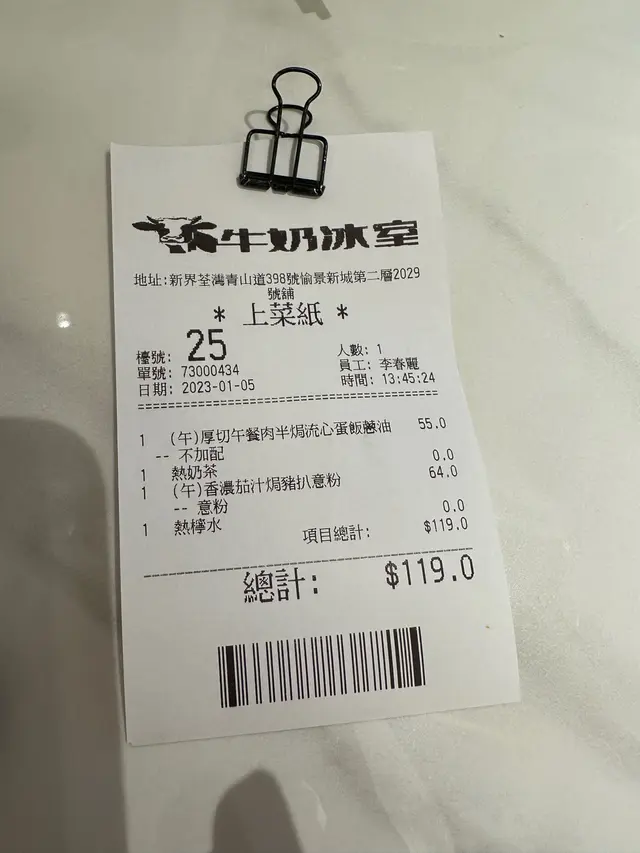 牛奶冰室
地址:新界荃灣青山道398號愉景新城第二層2029
號舖
* 上菜紙 *
檯號: 25 人數: 1
單號: 73000434 員工: 李春麗
日期: 2023-01-05 時間: 13:45:24
1 (午)厚切午餐肉半焗流心蛋飯蔥油 55.0
-- 不加配
1 熱奶茶 0.0
1 (午)香濃茄汁焗豬扒意粉 64.0
-- 意粉
1 熱檸水 0.0
項目總計: $119.0
總計: $119.0